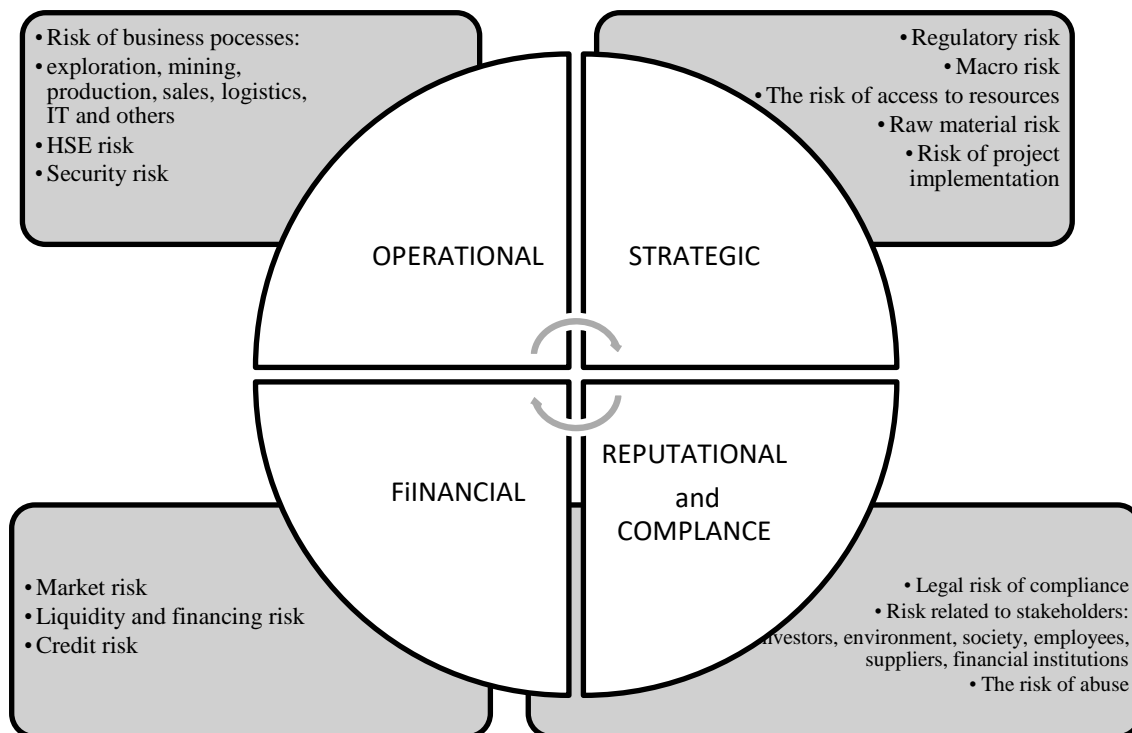 • Risk of business pocesses:
• exploration, mining,
production, sales, logistics,
IT and others
• HSE risk
• Security risk
• Regulatory risk
• Macro risk
• The risk of access to resources
• Raw material risk
• Risk of project
implementation
OPERATIONAL
STRATEGIC
FiINANCIAL
REPUTATIONAL
and
COMPLANCE
• Market risk
• Liquidity and financing risk
• Credit risk
• Legal risk of compliance
• Risk related to stakeholders:
nvestors, environment, society, employees,
suppliers, financial institutions
• The risk of abuse